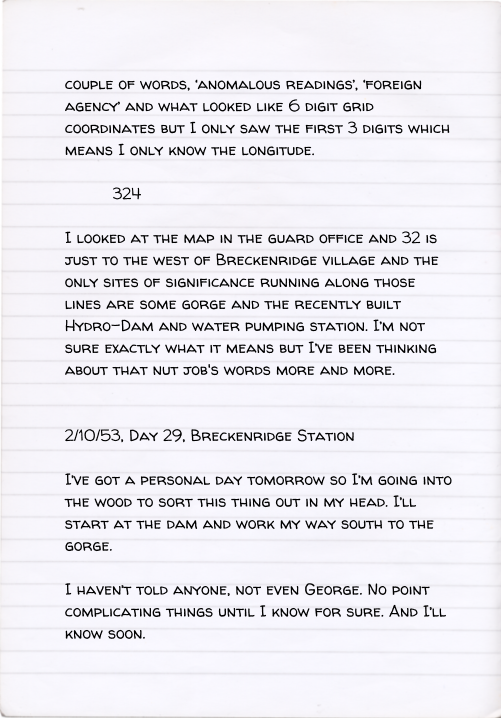 COUPLE OF WORDS, 'ANOMALOUS READINGS', 'FOREIGN
AGENCY' AND WHAT LOOKED LIKE 6 DIGIT GRID
COORDINATES BUT I ONLY SAW THE FIRST 3 DIGITS WHICH
MEANS I ONLY KNOW THE LONGITUDE.
324
I LOOKED AT THE MAP IN THE GUARD OFFICE AND 32 IS
JUST TO THE WEST OF BRECKENRIDGE VILLAGE AND THE
ONLY SITES OF SIGNIFICANCE RUNNING ALONG THOSE
LINES ARE SOME GORGE AND THE RECENTLY BUILT
HYDRO-DAM AND WATER PUMPING STATION. I'M NOT
SURE EXACTLY WHAT IT MEANS BUT I'VE BEEN THINKING
ABOUT THAT NUT JOB'S WORDS MORE AND MORE.
2/10/53, DAY 29, BRECKENRIDGE STATION
I'VE GOT A PERSONAL DAY TOMORROW SO I'M GOING INTO
THE WOOD TO SORT THIS THING OUT IN MY HEAD. I'LL
START AT THE DAM AND WORK MY WAY SOUTH TO THE
GORGE.
I HAVEN'T TOLD ANYONE, NOT EVEN GEORGE. NO POINT
COMPLICATING THINGS UNTIL I KNOW FOR SURE. AND I'LL
KNOW SOON.